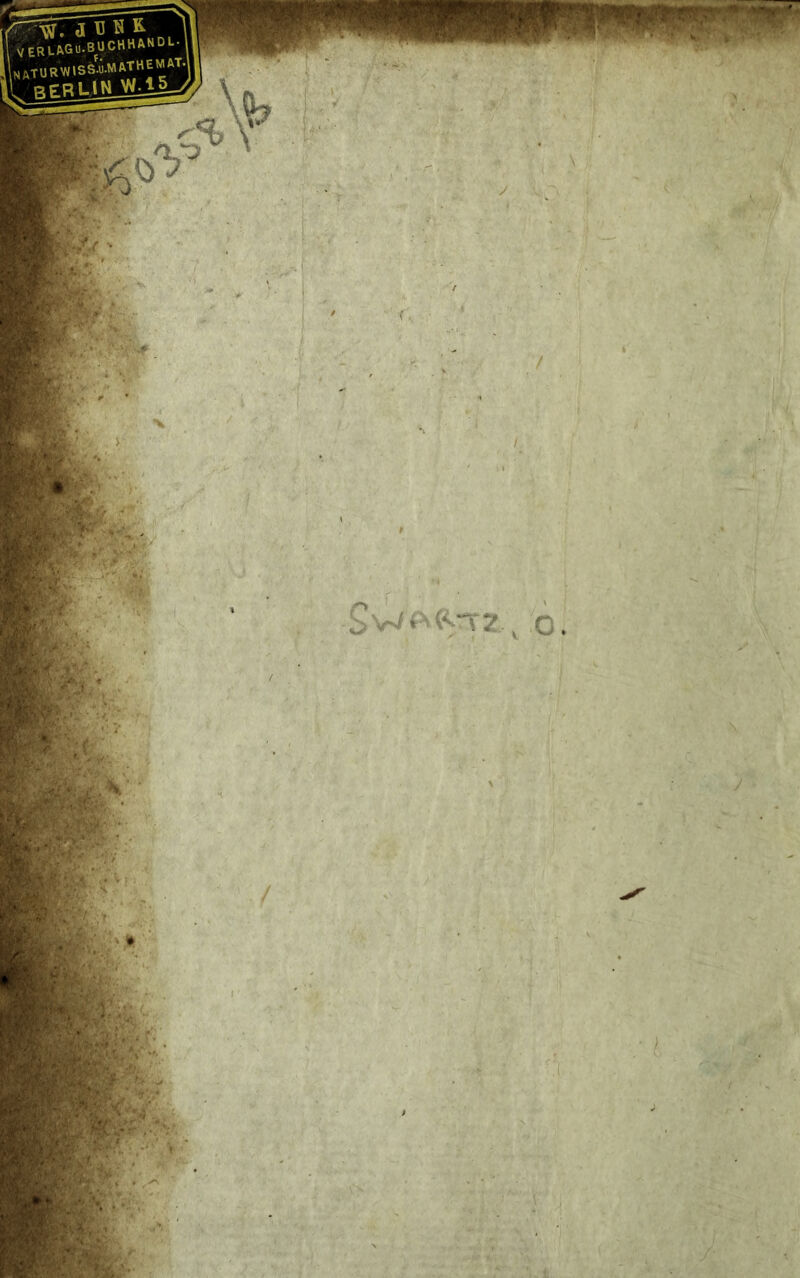 W. JUNK
VERLAG U. BUCHHANDL.
F.
NATURWISS. U. MATHEMAT.
BERLIN W.15
50358/B
SWARTZ, O.